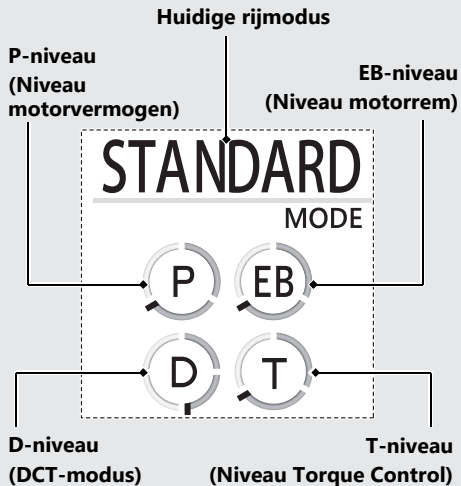 Huidige rijmodus
P-niveau
(Niveau
motorvermogen)
EB-niveau
(Niveau motorrem)
STANDARD
MODE
P
EB
D
T
D-niveau
(DCT-modus)
T-niveau
(Niveau Torque Control)